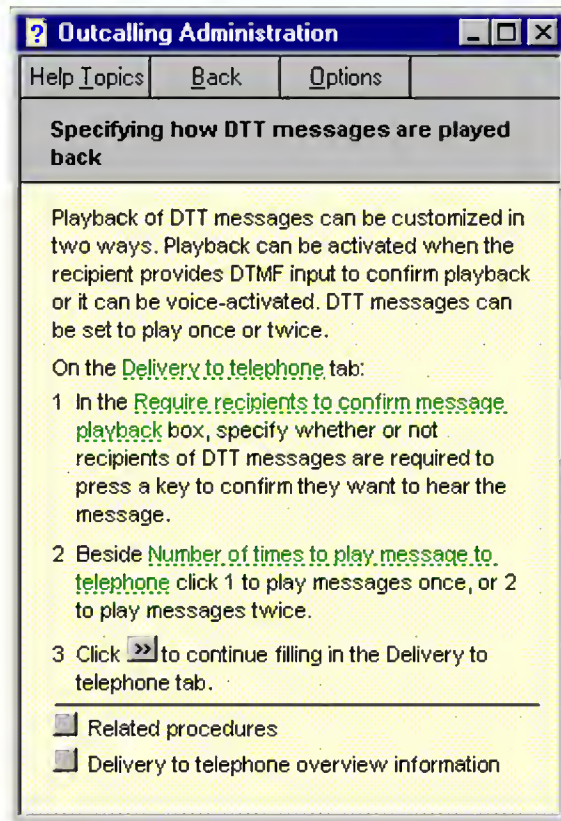 Outcalling Administration
Help Topics Back Options
Specifying how DTT messages are played
back
Playback of DTT messages can be customized in
two ways. Playback can be activated when the
recipient provides DTMF input to confirm playback
or it can be voice-activated. DTT messages can
be set to play once or twice.
On the Delivery to telephone tab:
1 In the Require recipients to confirm message
playback box, specify whether or not
recipients of DTT messages are required to
press a key to confirm they want to hear the
message.
2 Beside Number of times to play message to
telephone click 1 to play messages once, or 2
to play messages twice.
3 Click >> to continue filling in the Delivery to
telephone tab.
Related procedures
Delivery to telephone overview information